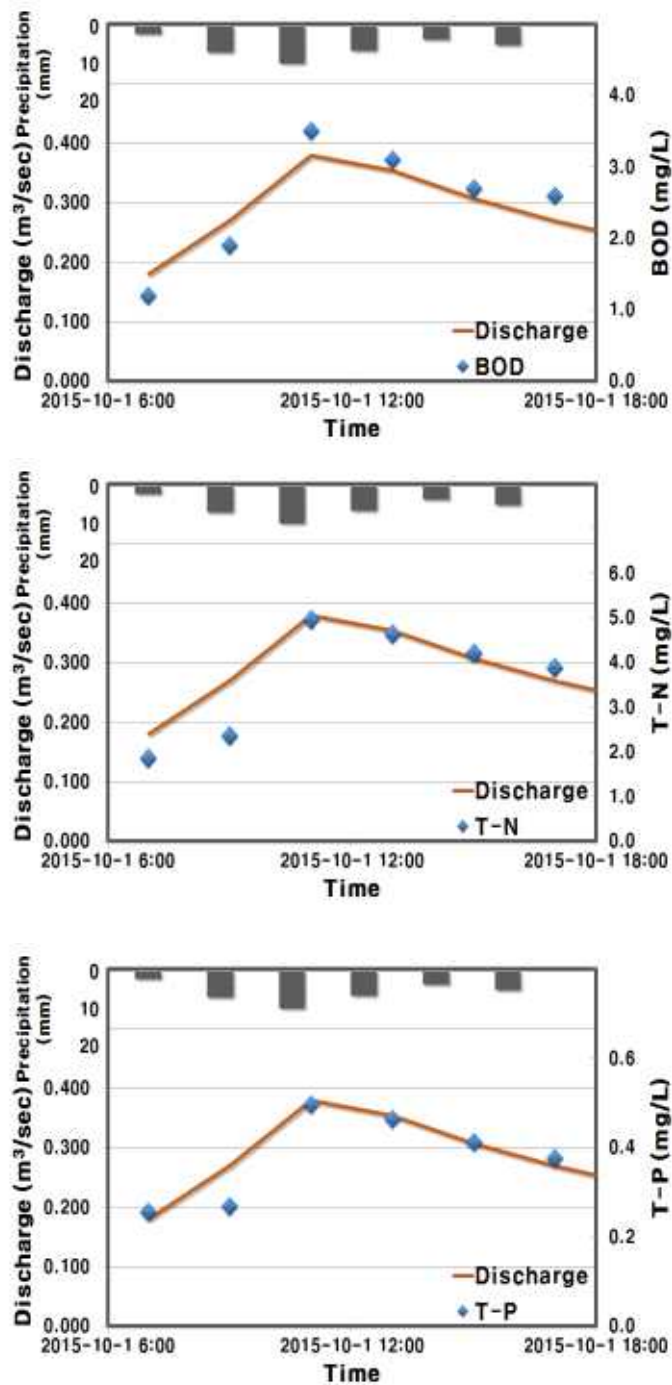 0
10
20
Precipitation
(mm)
0.400
0.300
0.200
0.100
0.000
Discharge (m³/sec)
4.0
3.0
2.0
1.0
0.0
BOD (mg/L)
Discharge
BOD
2015-10-1 6:00
2015-10-1 12:00
2015-10-1 18:00
Time
0
10
20
Precipitation
(mm)
0.400
0.300
0.200
0.100
0.000
Discharge (m³/sec)
6.0
5.0
4.0
3.0
2.0
1.0
0.0
T-N (mg/L)
Discharge
T-N
2015-10-1 6:00
2015-10-1 12:00
2015-10-1 18:00
Time
0
10
20
Precipitation
(mm)
0.400
0.300
0.200
0.100
0.000
Discharge (m³/sec)
0.6
0.4
0.2
0.0
T-P (mg/L)
Discharge
T-P
2015-10-1 6:00
2015-10-1 12:00
2015-10-1 18:00
Time